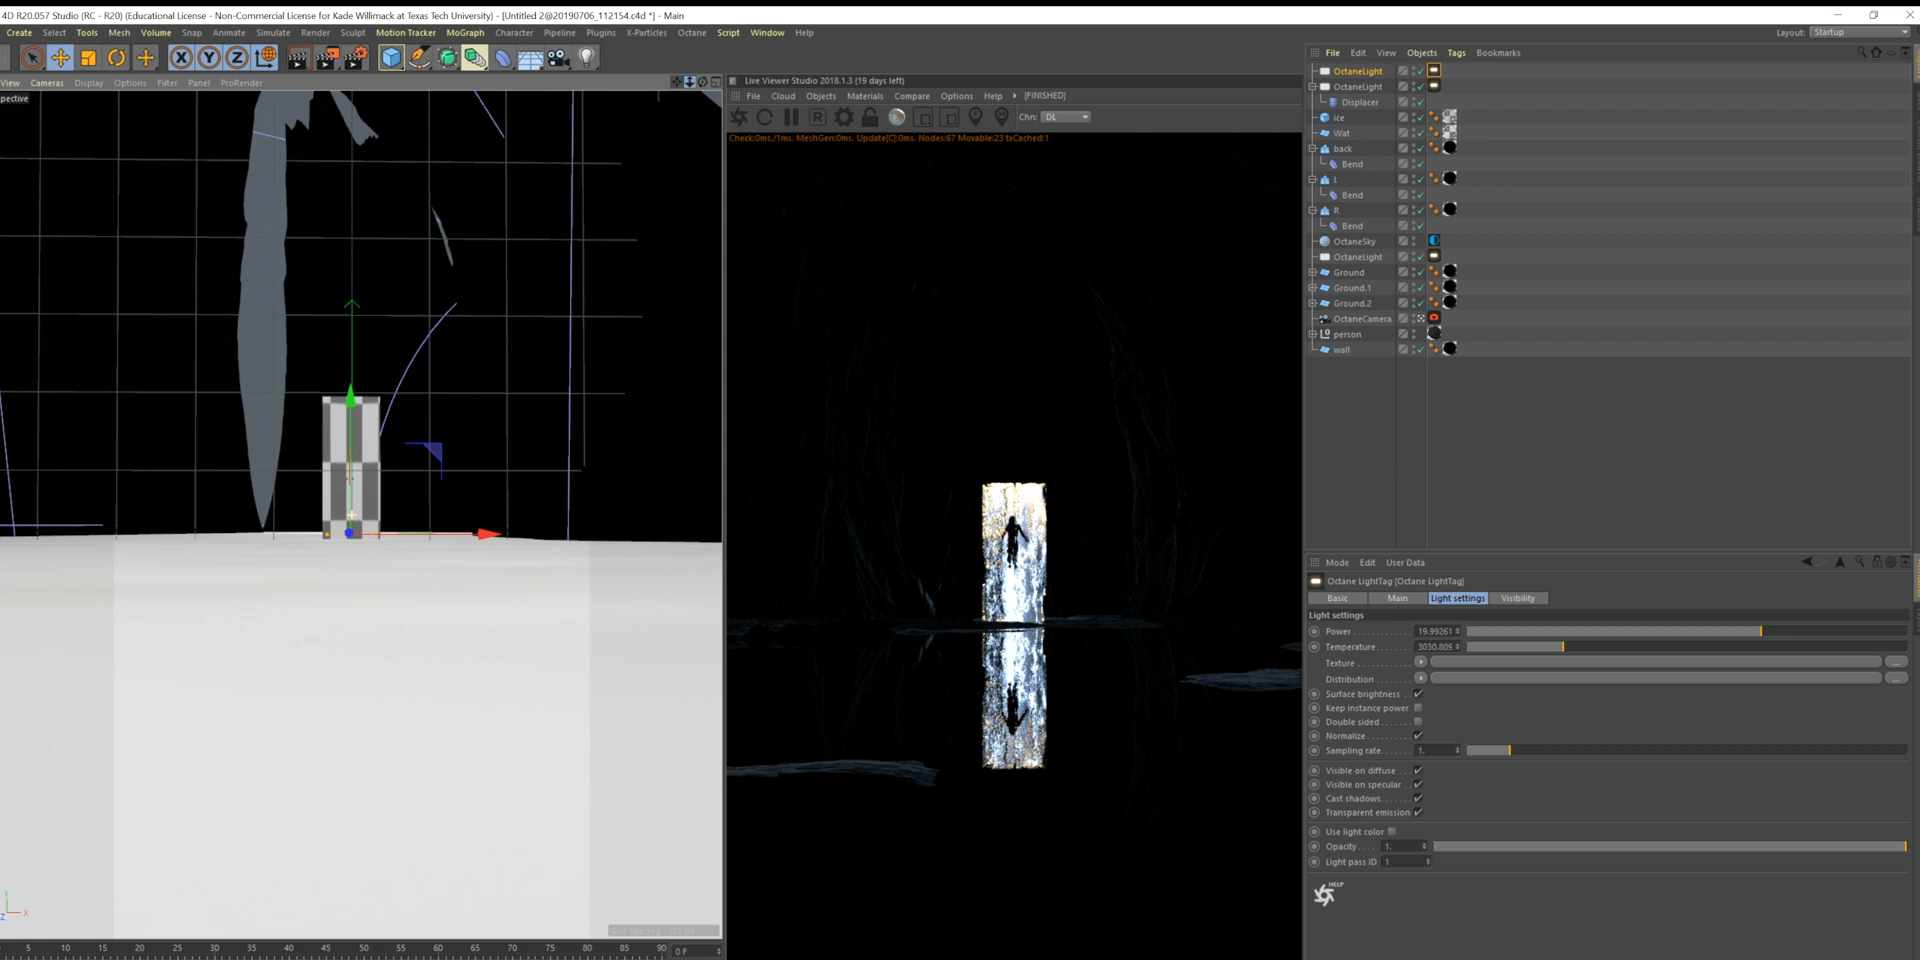 4D R20.057 Studio (RC - R20) (Educational License - Non-Commercial License for Kade Willimack at Texas Tech University) - [Untitled 2@20190706_112154.c4d *] - Main
Create Select Tools Mesh Volume Snap Animate Simulate Render Sculpt Motion Tracker MoGraph Character Pipeline Plugins X-Particles Octane Script Window Help
Layout: Startup
View Cameras Display Options Filter Panel ProRender
pective
Live Viewer Studio 2018.1.3 (19 days left)
File Cloud Objects Materials Compare Options Help [FINISHED]
Chn: DL
Check:0ms./1ms. MeshGen:0ms. Update[C]:0ms. Nodes:67 Movable:23 txCached:1
File Edit View Objects Tags Bookmarks
OctaneLight
OctaneLight
Displacer
ice
Wat
back
Bend
L
Bend
R
Bend
OctaneSky
OctaneLight
Ground
Ground.1
Ground.2
OctaneCamera
person
wall
Mode Edit User Data
Octane LightTag [Octane LightTag]
Basic Main Light settings Visibility
Light settings
Power 19.99261
Temperature 3030.809
Texture ...
Distribution ...
Surface brightness
Keep instance power
Double sided
Normalize
Sampling rate 1.
Visible on diffuse
Visible on specular
Cast shadows
Transparent emission
Use light color
Opacity 1.
Light pass ID 1
HELP
Y
Z X
5 10 15 20 25 30 35 40 45 50 55 60 65 70 75 80 85 90
0 F